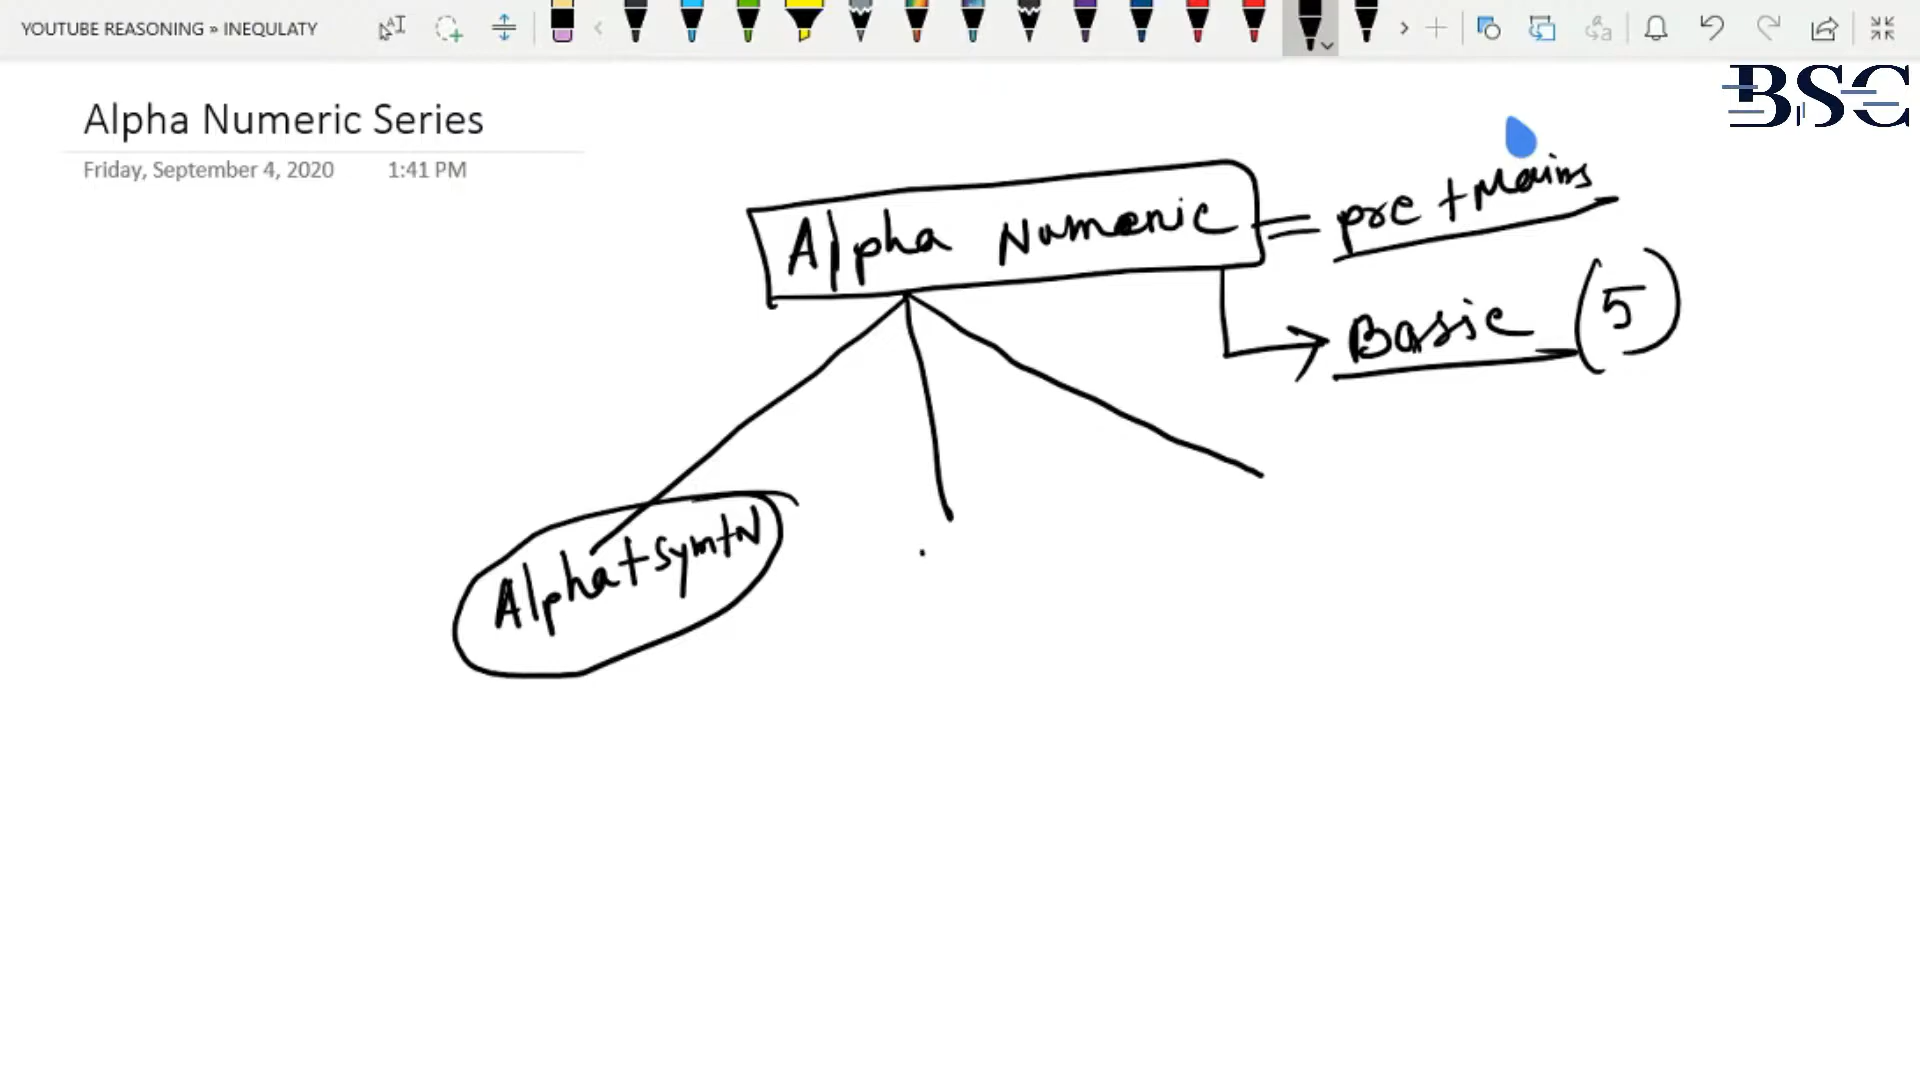 YOUTUBE REASONING » INEQULATY
BSC
Alpha Numeric Series
Friday, September 4, 2020 1:41 PM
Alpha Numeric = pre + Mains
Basic (5)
Alpha+Sym+N